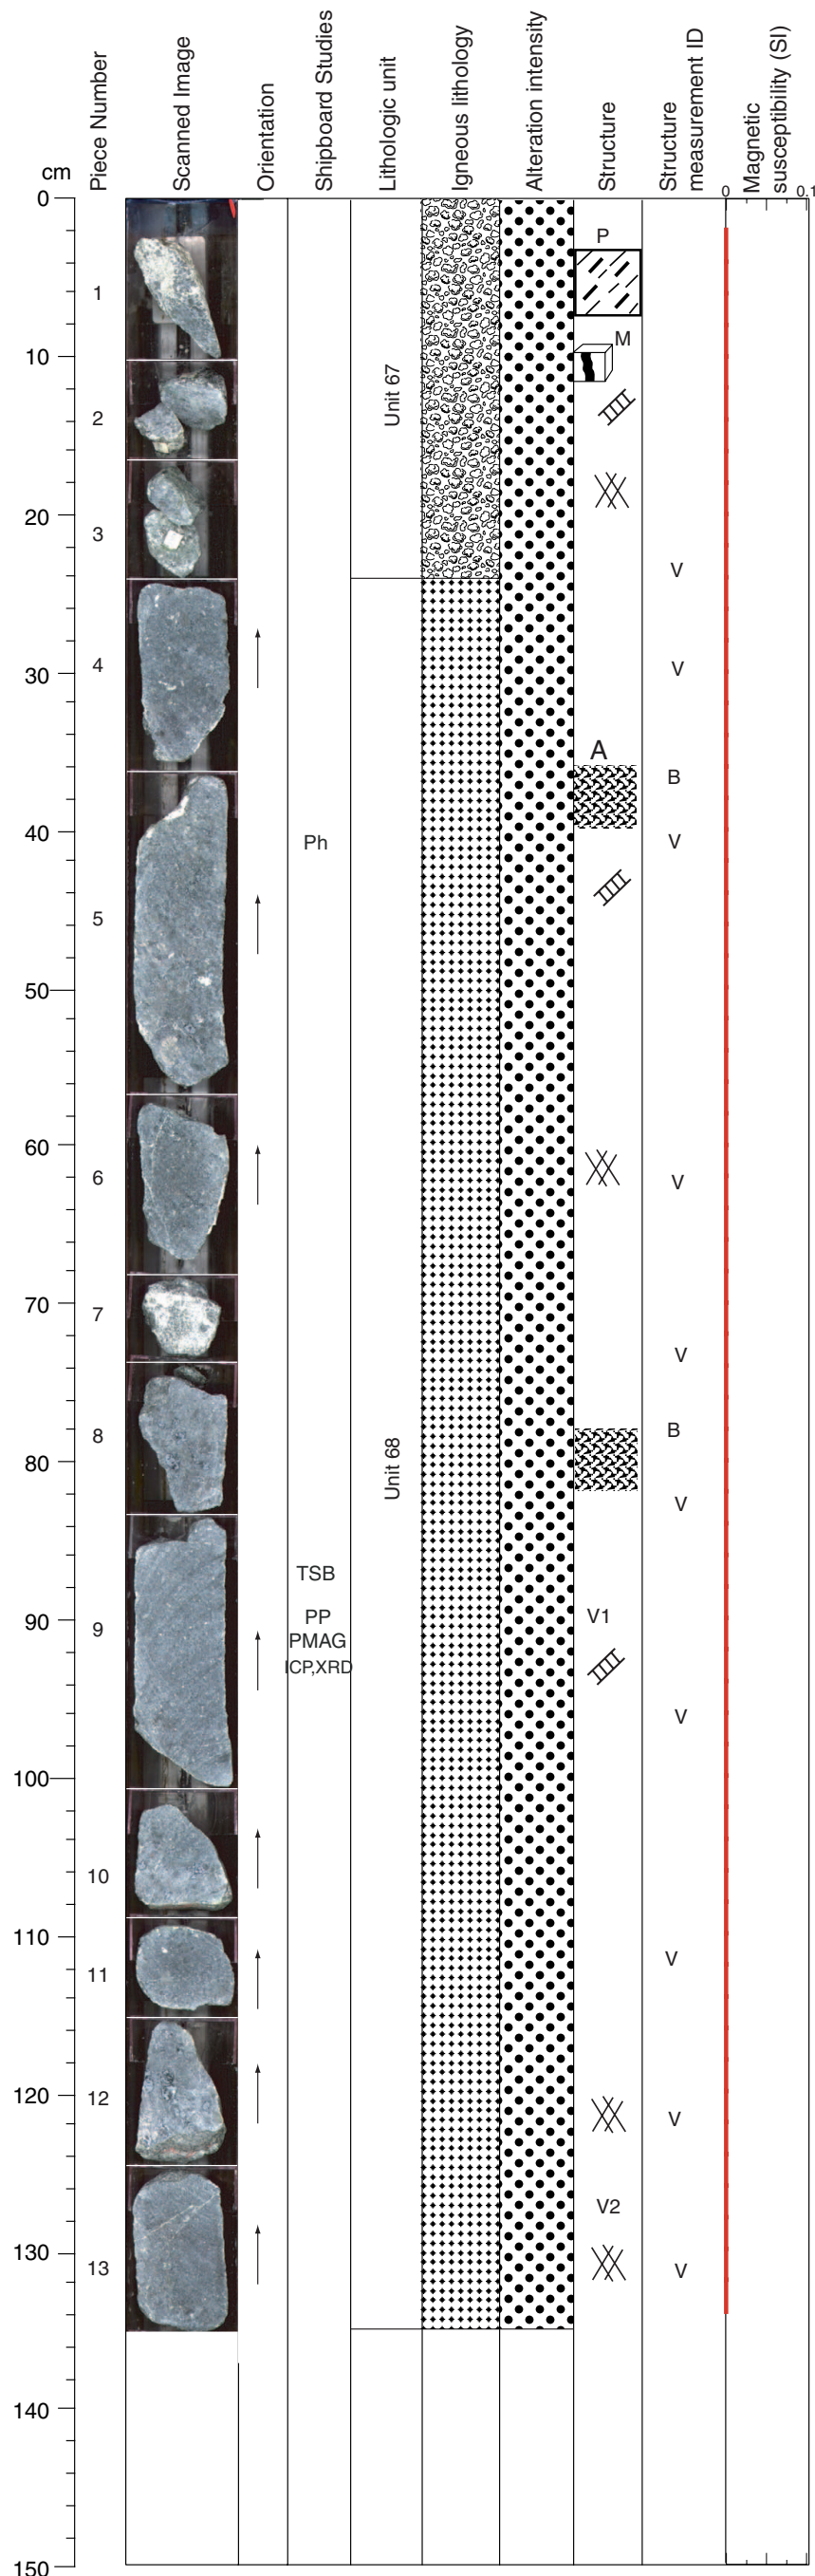 cm
Piece Number
Scanned Image
Orientation
Shipboard Studies
Lithologic unit
Igneous lithology
Alteration intensity
Structure
Structure
measurement ID
Magnetic
susceptibility (SI)
0
0.1
0
P
1
M
10
Unit 67
2
20
3
V
4
V
30
A
B
40
Ph
V
5
50
60
6
V
70
7
V
8
B
80
Unit 68
V
TSB
90
9
PP
V1
PMAG
ICP,XRD
V
100
10
110
V
11
120
12
V
V2
130
13
V
140
150